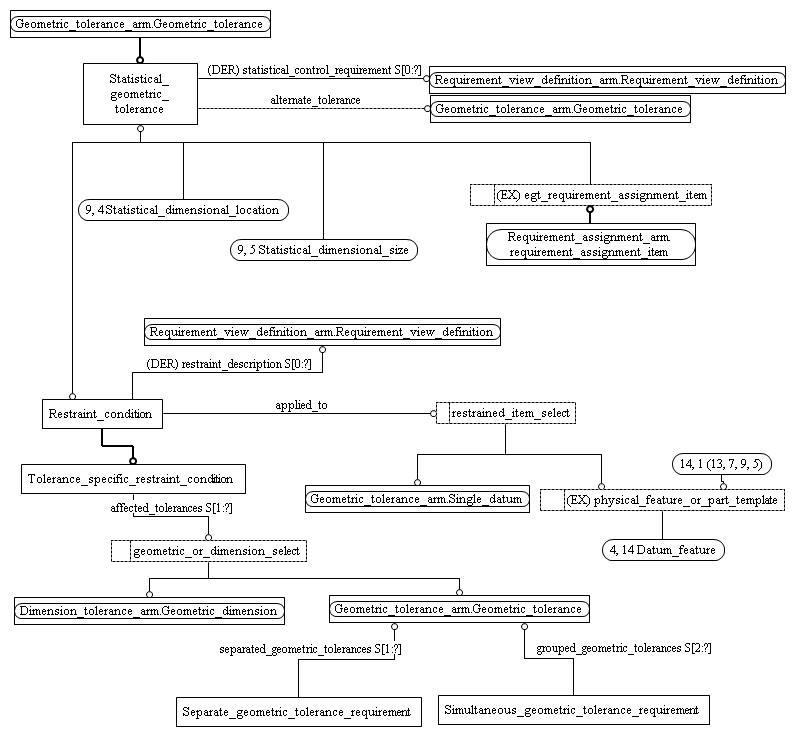 Geometric_tolerance_arm.Geometric_tolerance
Statistical_
geometric_
tolerance
(DER) statistical_control_requirement S[0:?]
Requirement_view_definition_arm.Requirement_view_definition
alternate_tolerance
Geometric_tolerance_arm.Geometric_tolerance
9, 4Statistical_dimensional_location
(EX) egt_requirement_assignment_item
9, 5 Statistical_dimensional_size
Requirement_assignment_arm
requirement_assignment_item
Requirement_view_definition_arm.Requirement_view_definition
(DER) restraint_description S[0:?]
Restraint_condition
applied_to
restrained_item_select
14, 1 (13, 7, 9, 5)
Tolerance_specific_restraint_condition
Geometric_tolerance_arm.Single_datum
(EX) physical_feature_or_part_template
affected_tolerances S[1:?]
geometric_or_dimension_select
4, 14 Datum_feature
Dimension_tolerance_arm.Geometric_dimension
Geometric_tolerance_arm.Geometric_tolerance
separated_geometric_tolerances S[1:?]
grouped_geometric_tolerances S[2:?]
Separate_geometric_tolerance_requirement
Simultaneous_geometric_tolerance_requirement